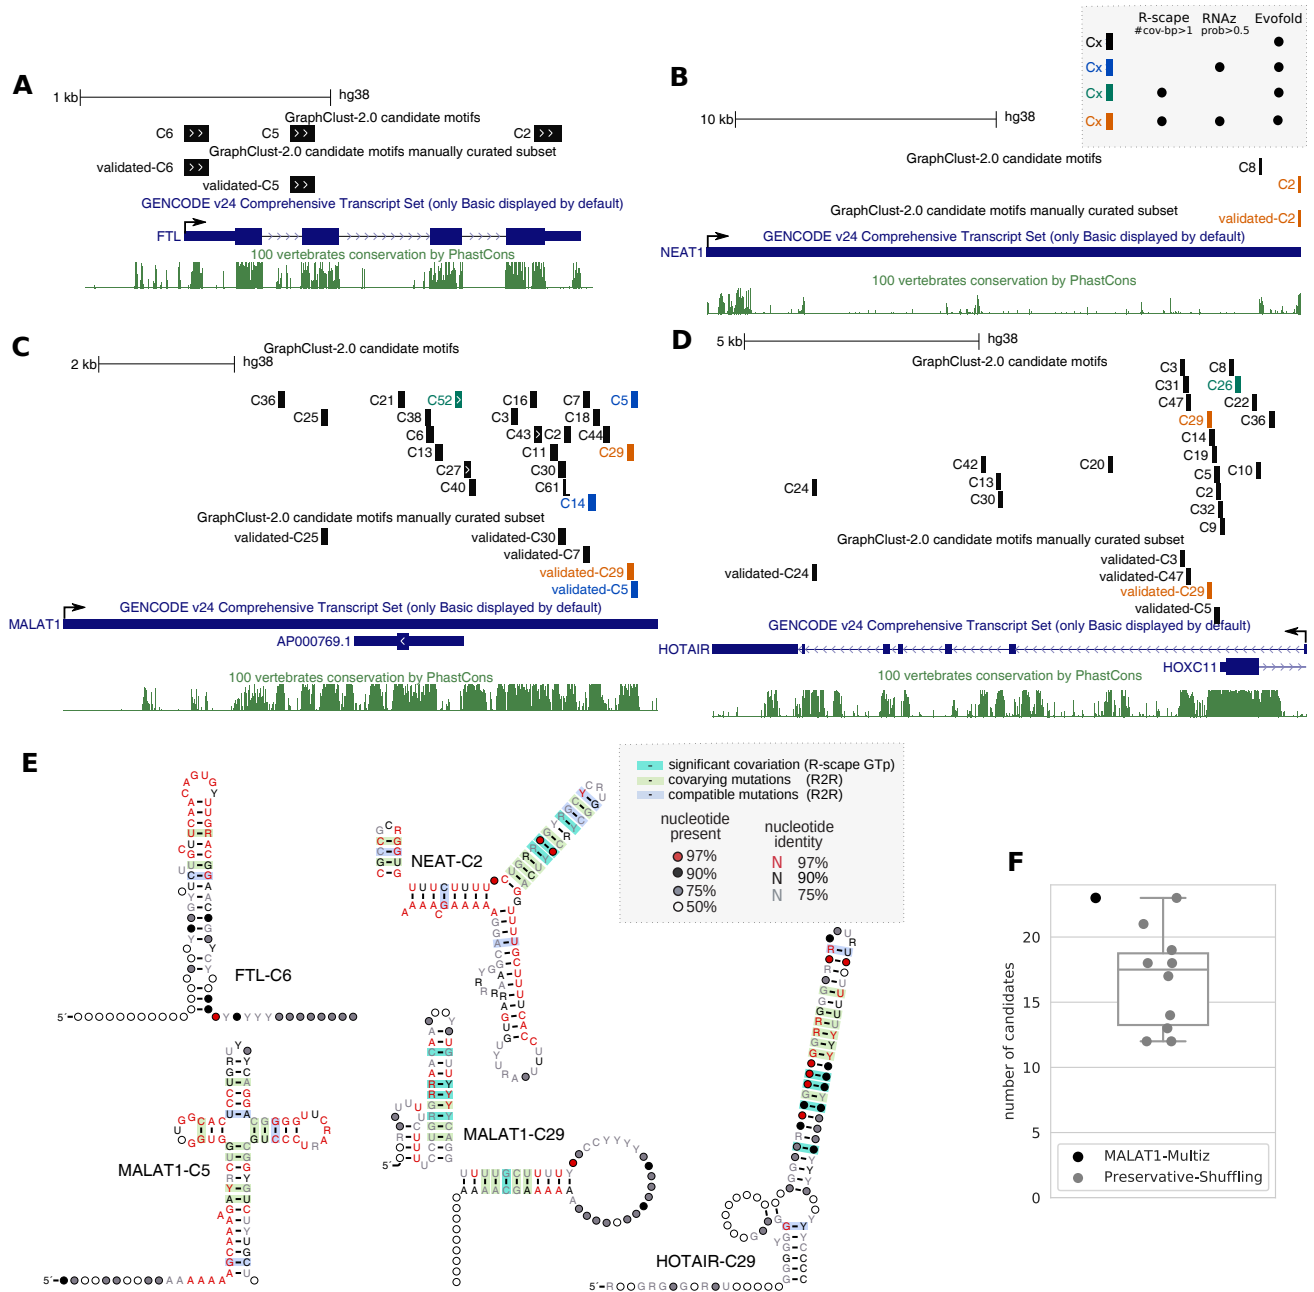 R-scape RNAz Evofold
#cov-bp>1 prob>0.5
Cx
Cx
Cx
Cx
A
1 kb hg38
GraphClust-2.0 candidate motifs
C6 C5 C2
GraphClust-2.0 candidate motifs manually curated subset
validated-C6
validated-C5
GENCODE v24 Comprehensive Transcript Set (only Basic displayed by default)
FTL
100 vertebrates conservation by PhastCons
B
10 kb hg38
GraphClust-2.0 candidate motifs
C8
C2
GraphClust-2.0 candidate motifs manually curated subset
validated-C2
GENCODE v24 Comprehensive Transcript Set (only Basic displayed by default)
NEAT1
100 vertebrates conservation by PhastCons
C
GraphClust-2.0 candidate motifs
2 kb hg38
C36 C21 C52 C16 C7 C5
C25 C38 C3 C18
C6 C43 C2 C44
C13 C11 C29
C27 C30
C40 C61
C14
GraphClust-2.0 candidate motifs manually curated subset
validated-C25 validated-C30
validated-C7
validated-C29
validated-C5
GENCODE v24 Comprehensive Transcript Set (only Basic displayed by default)
MALAT1
AP000769.1
100 vertebrates conservation by PhastCons
D
5 kb hg38
GraphClust-2.0 candidate motifs
C3 C8
C31 C26
C47 C22
C29 C36
C14
C19
C42 C20 C10
C13 C5
C24 C2
C30
C32
C9
GraphClust-2.0 candidate motifs manually curated subset
validated-C3
validated-C24 validated-C47
validated-C29
validated-C5
GENCODE v24 Comprehensive Transcript Set (only Basic displayed by default)
HOTAIR
HOXC11
100 vertebrates conservation by PhastCons
E
significant covariation (R-scape GTp)
covarying mutations (R2R)
compatible mutations (R2R)
nucleotide present
nucleotide identity
97% N 97%
90% N 90%
75% N 75%
50%
FTL-C6
5´
NEAT-C2
MALAT1-C5
5´
MALAT1-C29
5´
HOTAIR-C29
5´
F
number of candidates
20
15
10
5
0
MALAT1-Multiz
Preservative-Shuffling